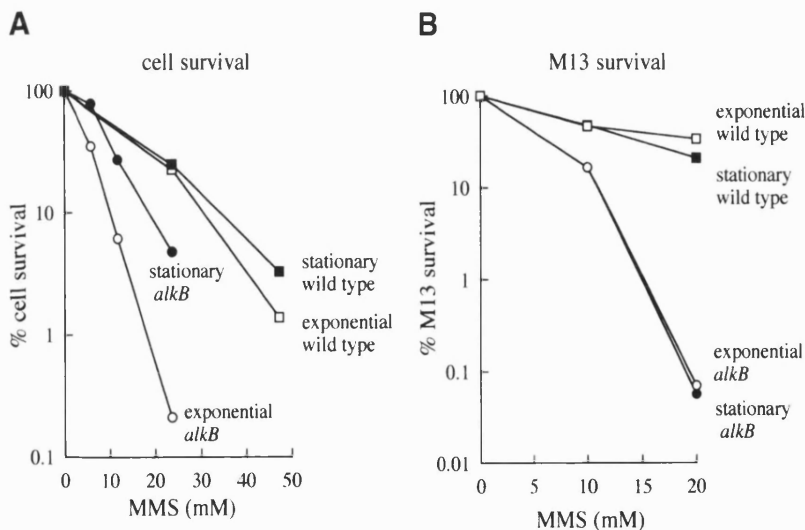 A
cell survival
% cell survival
100
10
1
0.1
stationary
alkB
stationary
wild type
exponential
wild type
exponential
alkB
0
10
20
30
40
50
MMS (mM)
B
M13 survival
% M13 survival
100
10
1
0.1
0.01
exponential
wild type
stationary
wild type
exponential
alkB
stationary
alkB
0
5
10
15
20
MMS (mM)